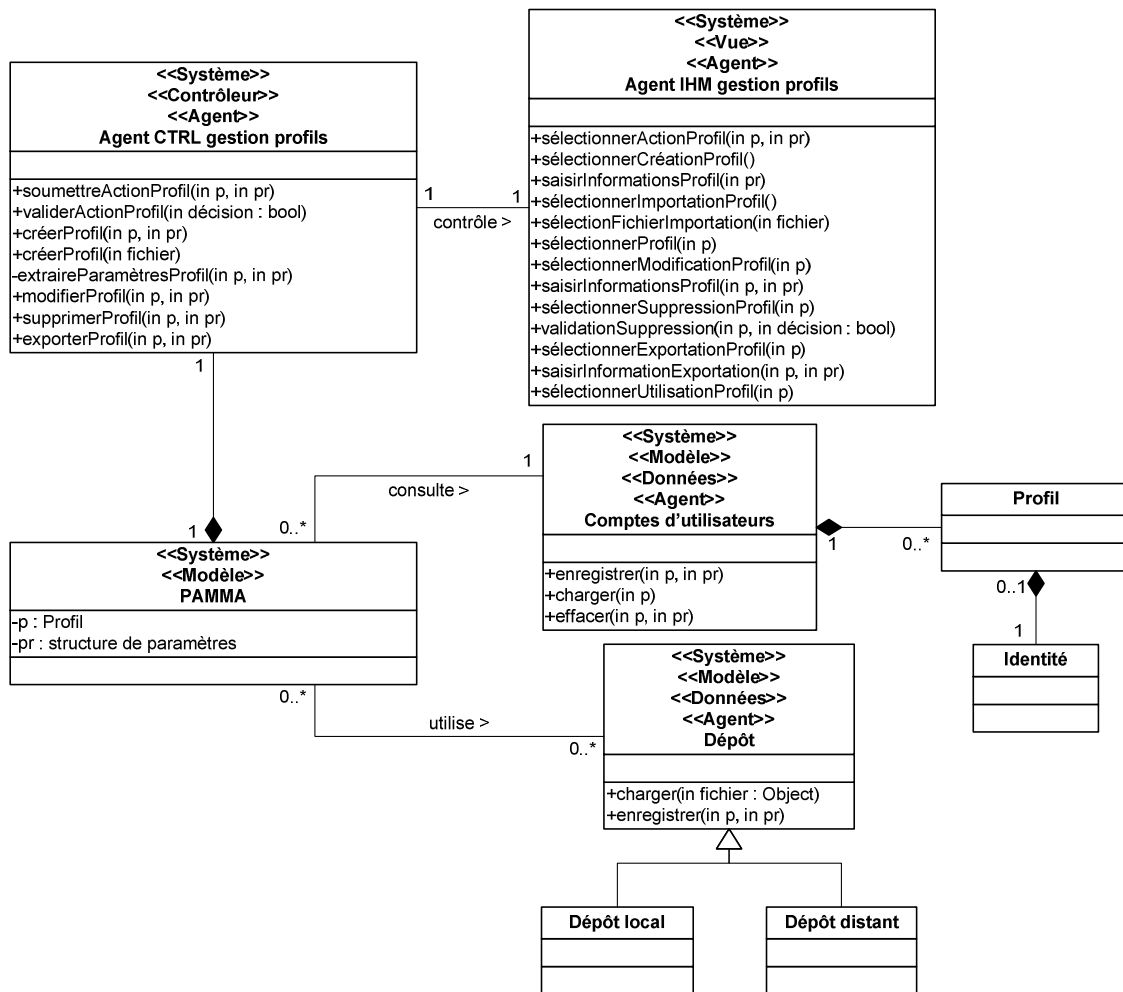 <<Système>>
<<Contrôleur>>
<<Agent>>
Agent CTRL gestion profils
+soumettreActionProfil(in p, in pr)
+validerActionProfil(in décision : bool)
+créerProfil(in p, in pr)
+créerProfil(in fichier)
-extraireParamètresProfil(in p, in pr)
+modifierProfil(in p, in pr)
+supprimerProfil(in p, in pr)
+exporterProfil(in p, in pr)
1
1
contrôle >
<<Système>>
<<Vue>>
<<Agent>>
Agent IHM gestion profils
+sélectionnerActionProfil(in p, in pr)
+sélectionnerCréationProfil()
+saisirInformationsProfil(in pr)
+sélectionnerImportationProfil()
+sélectionFichierImportation(in fichier)
+sélectionnerProfil(in p)
+sélectionnerModificationProfil(in p)
+saisirInformationsProfil(in p, in pr)
+sélectionnerSuppressionProfil(in p)
+validationSuppression(in p, in décision : bool)
+sélectionnerExportationProfil(in p)
+saisirInformationExportation(in p, in pr)
+sélectionnerUtilisationProfil(in p)
1
1
<<Système>>
<<Modèle>>
PAMMA
-p : Profil
-pr : structure de paramètres
0..*
consulte >
1
<<Système>>
<<Modèle>>
<<Données>>
<<Agent>>
Comptes d'utilisateurs
+enregistrer(in p, in pr)
+charger(in p)
+effacer(in p, in pr)
1
0..*
Profil
0..1
1
Identité
0..*
utilise >
0..*
<<Système>>
<<Modèle>>
<<Données>>
<<Agent>>
Dépôt
+charger(in fichier : Object)
+enregistrer(in p, in pr)
Dépôt local
Dépôt distant